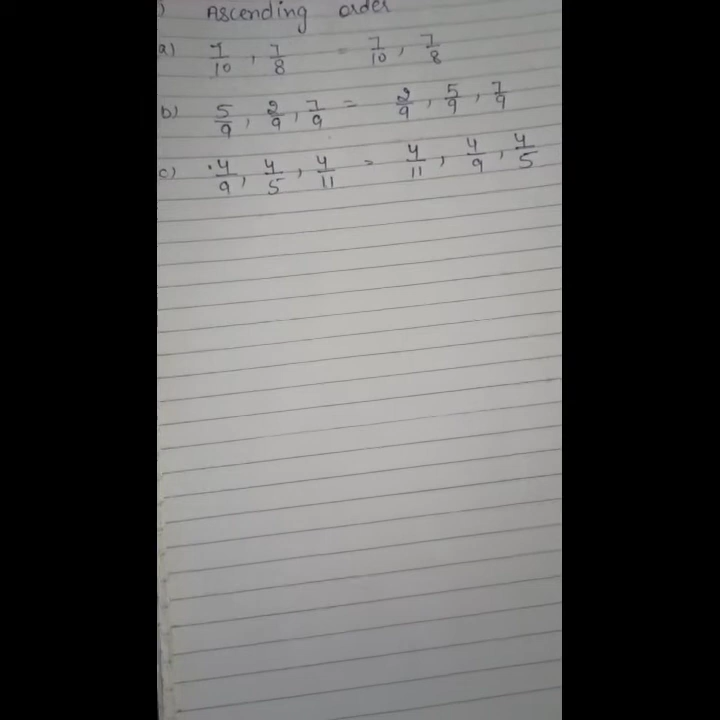 ) Ascending order
a) 7/10, 7/8 = 7/10, 7/8
b) 5/9, 2/9, 7/9 = 2/9, 5/9, 7/9
c) 4/9, 4/5, 4/11 = 4/11, 4/9, 4/5